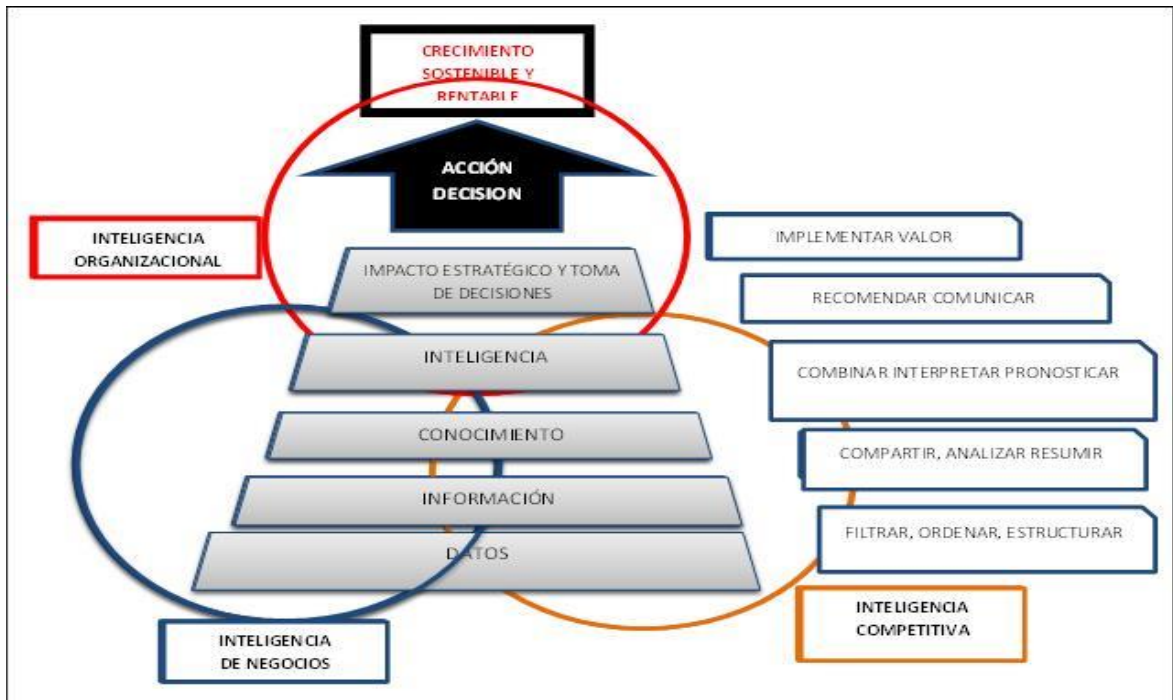 CRECIMIENTO
SOSTENIBLE Y
RENTABLE
ACCIÓN
DECISION
INTELIGENCIA
ORGANIZACIONAL
IMPACTO ESTRATÉGICO Y TOMA
DE DECISIONES
INTELIGENCIA
CONOCIMIENTO
INFORMACIÓN
DATOS
IMPLEMENTAR VALOR
RECOMENDAR COMUNICAR
COMBINAR INTERPRETAR PRONOSTICAR
COMPARTIR, ANALIZAR RESUMIR
FILTRAR, ORDENAR, ESTRUCTURAR
INTELIGENCIA
DE NEGOCIOS
INTELIGENCIA
COMPETITIVA